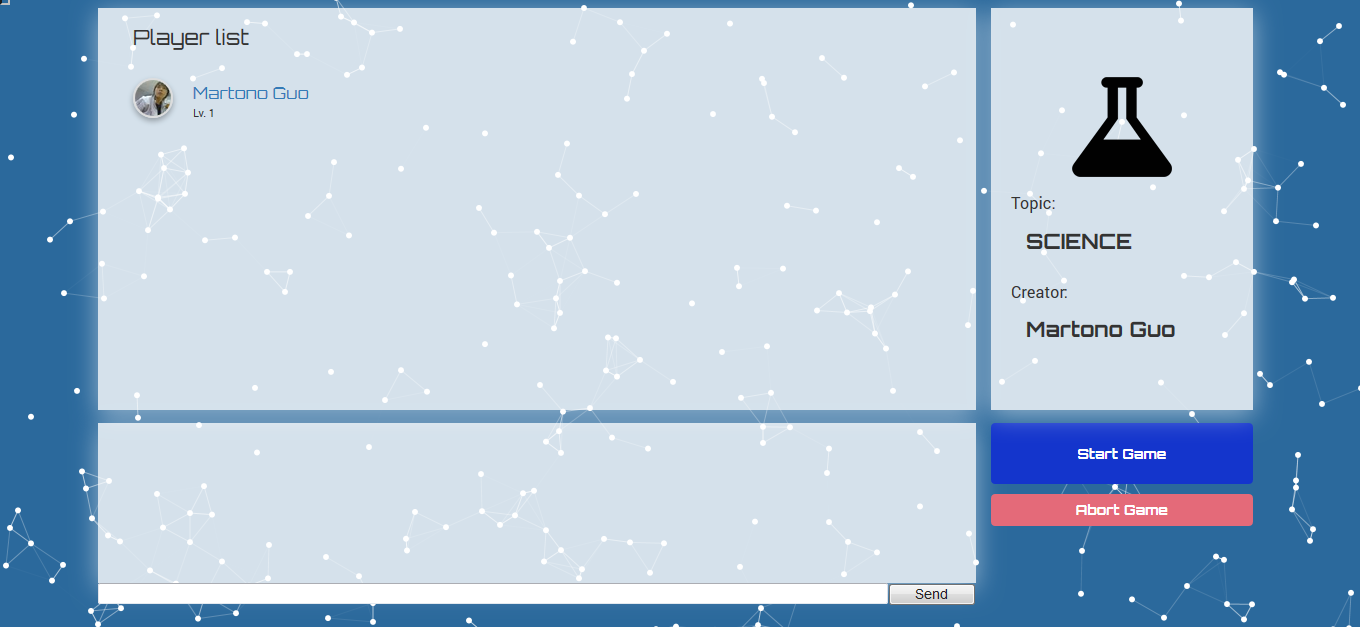 Player list
Martono Guo
Lv. 1
Topic:
SCIENCE
Creator:
Martono Guo
Start Game
Abort Game
Send